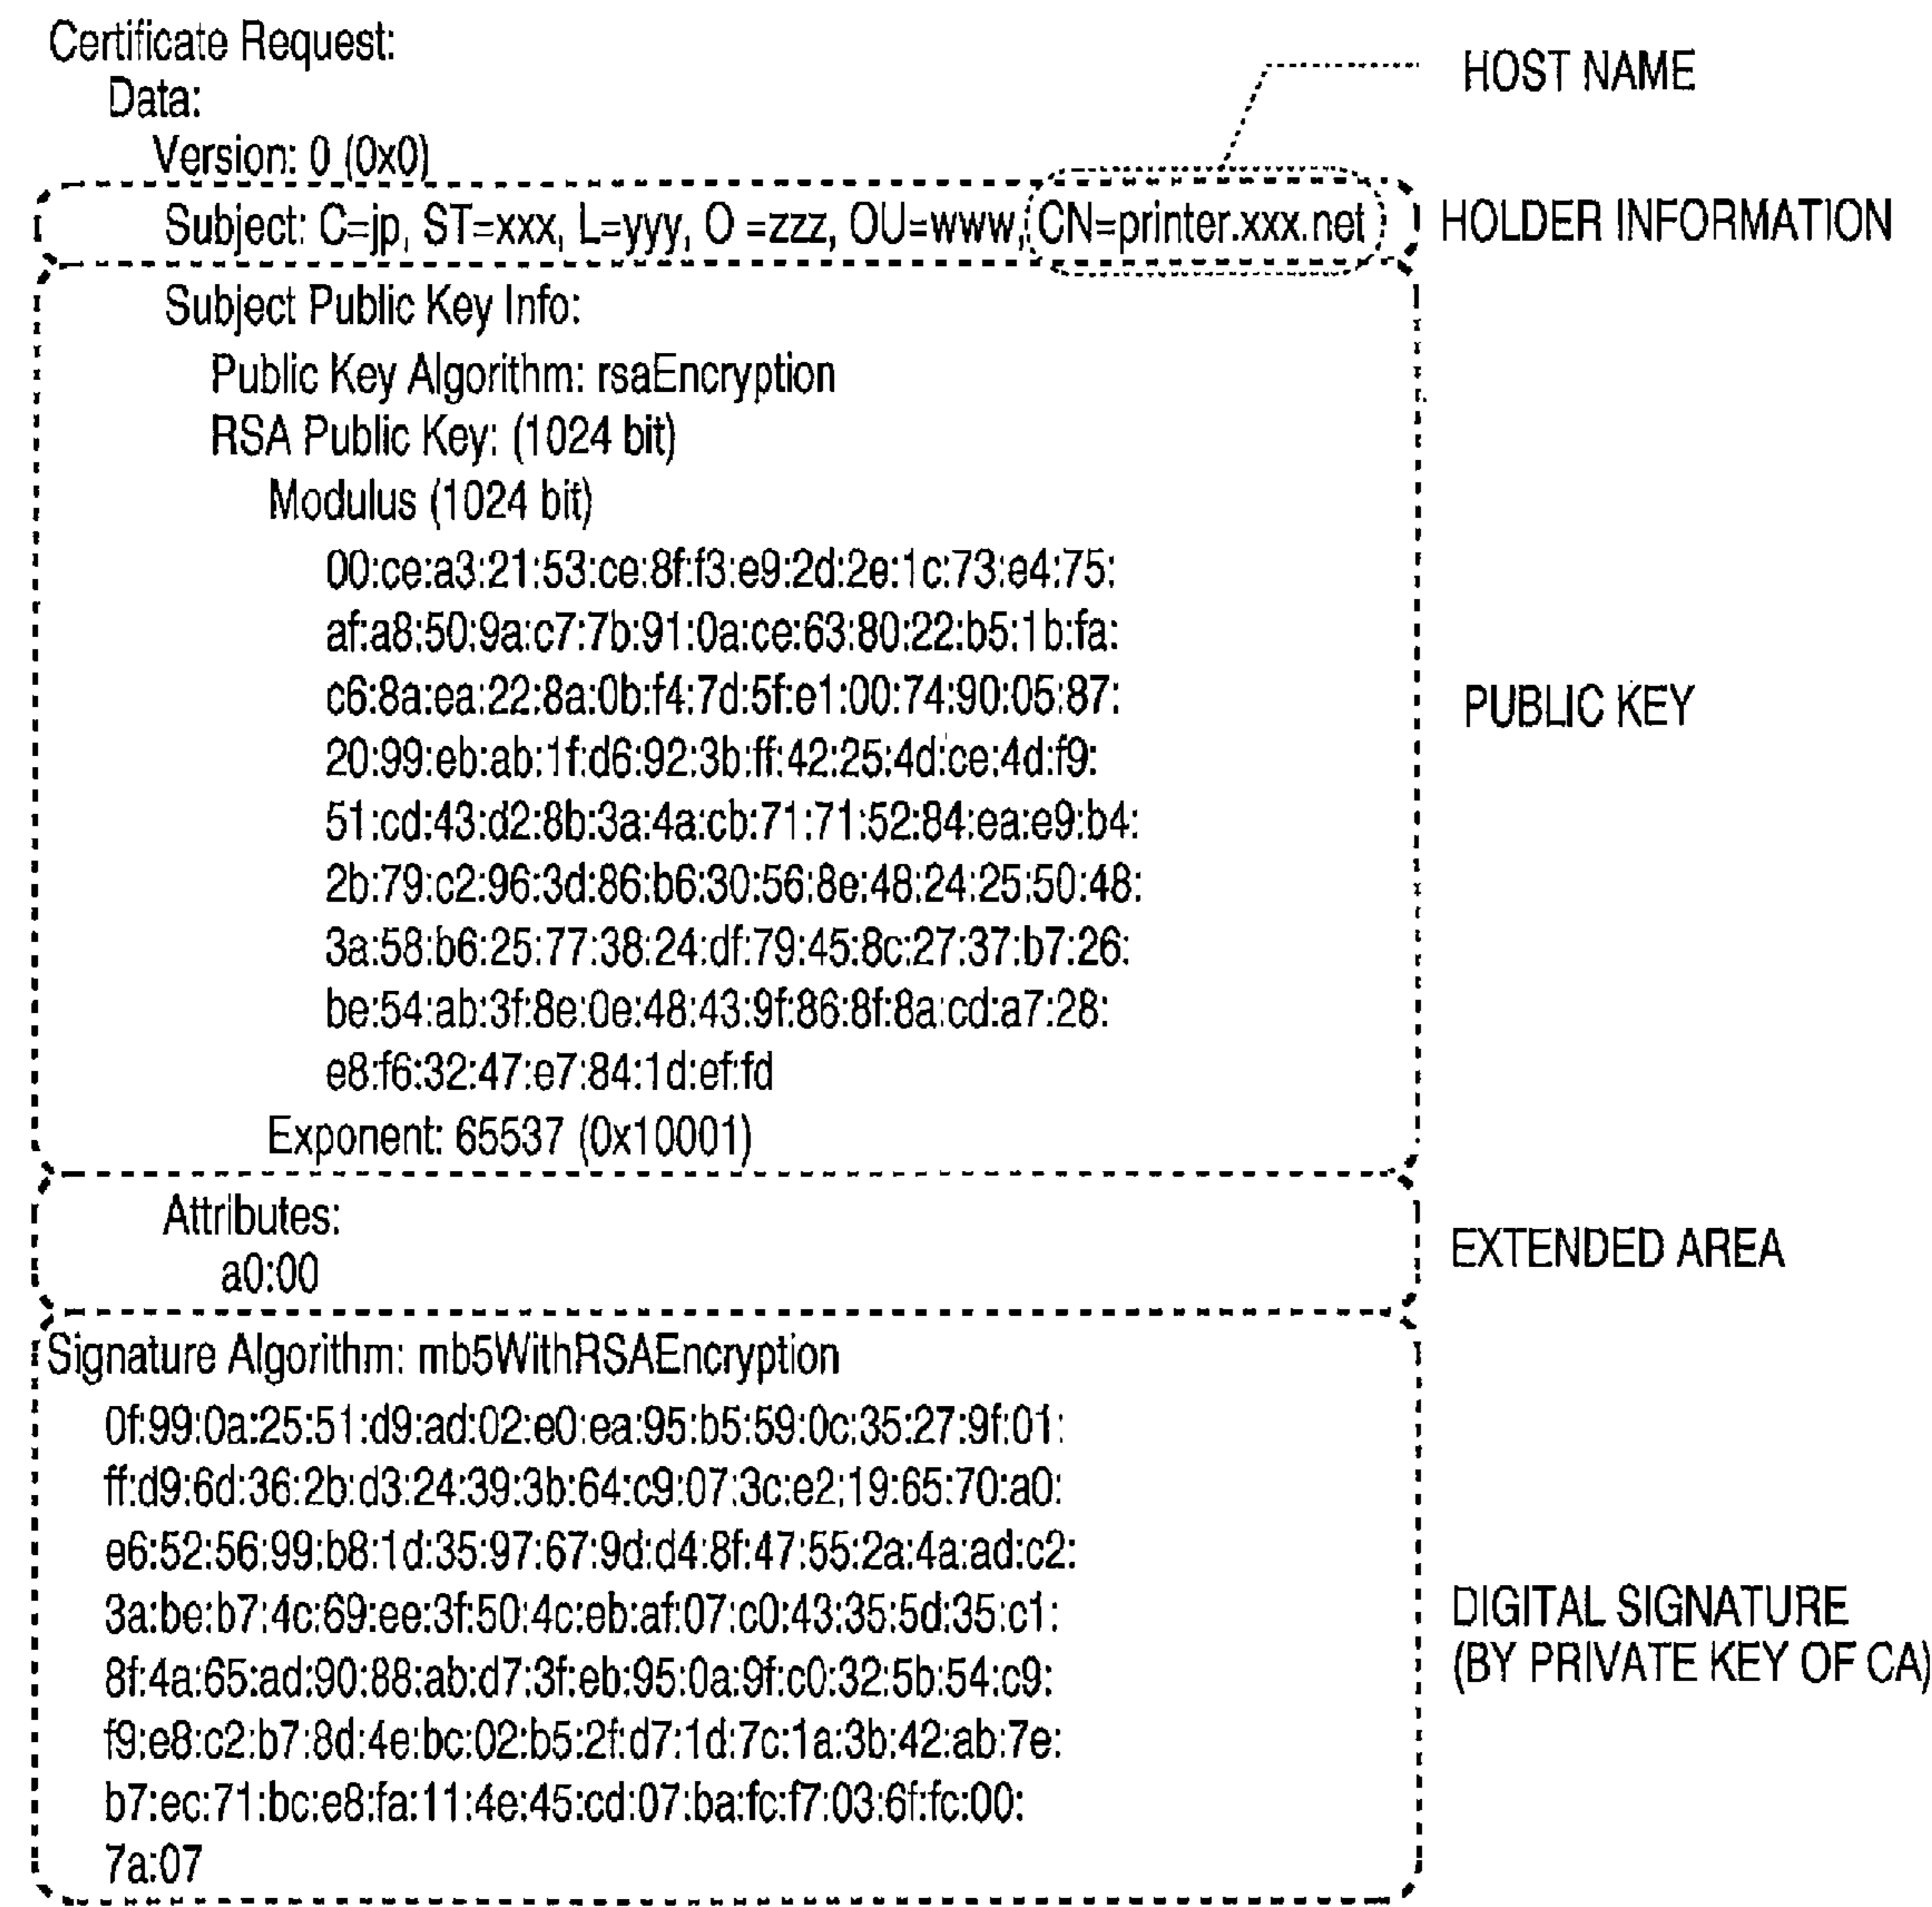 Certificate Request:
HOST NAME
Data:
Version: 0 (0x0)
Subject: C=jp, ST=xxx, L=yyy, O =zzz, OU=www, CN=printer.xxx.net
HOLDER INFORMATION
Subject Public Key Info:
Public Key Algorithm: rsaEncryption
RSA Public Key: (1024 bit)
Modulus (1024 bit)
00:ce:a3:21:53:ce:8f:f3:e9:2d:2e:1c:73:e4:75:
af:a8:50:9a:c7:7b:91:0a:ce:63:80:22:b5:1b:fa:
c6:8a:ea:22:8a:0b:f4:7d:5f:e1:00:74:90:05:87:
PUBLIC KEY
20:99:eb:ab:1f:d6:92:3b:ff:42:25:4d:ce:4d:f9:
51:cd:43:d2:8b:3a:4a:cb:71:71:52:84:ea:e9:b4:
2b:79:c2:96:3d:86:b6:30:56:8e:48:24:25:50:48:
3a:58:b6:25:77:38:24:df:79:45:8c:27:37:b7:26:
be:54:ab:3f:8e:0e:48:43:9f:86:8f:8a:cd:a7:28:
e8:f6:32:47:e7:84:1d:ef:fd
Exponent: 65537 (0x10001)
Attributes:
a0:00
EXTENDED AREA
Signature Algorithm: mb5WithRSAEncryption
0f:99:0a:25:51:d9:ad:02:e0:ea:95:b5:59:0c:35:27:9f:01:
ff:d9:6d:36:2b:d3:24:39:3b:64:c9:07:3c:e2:19:65:70:a0:
e6:52:56:99:b8:1d:35:97:67:9d:d4:8f:47:55:2a:4a:ad:c2:
3a:be:b7:4c:69:ee:3f:50:4c:eb:af:07:c0:43:35:5d:35:c1:
8f:4a:65:ad:90:88:ab:d7:3f:eb:95:0a:9f:c0:32:5b:54:c9:
f9:e8:c2:b7:8d:4e:bc:02:b5:2f:d7:1d:7c:1a:3b:42:ab:7e:
b7:ec:71:bc:e8:fa:11:4e:45:cd:07:ba:fc:f7:03:6f:fc:00:
7a:07
DIGITAL SIGNATURE
(BY PRIVATE KEY OF CA)